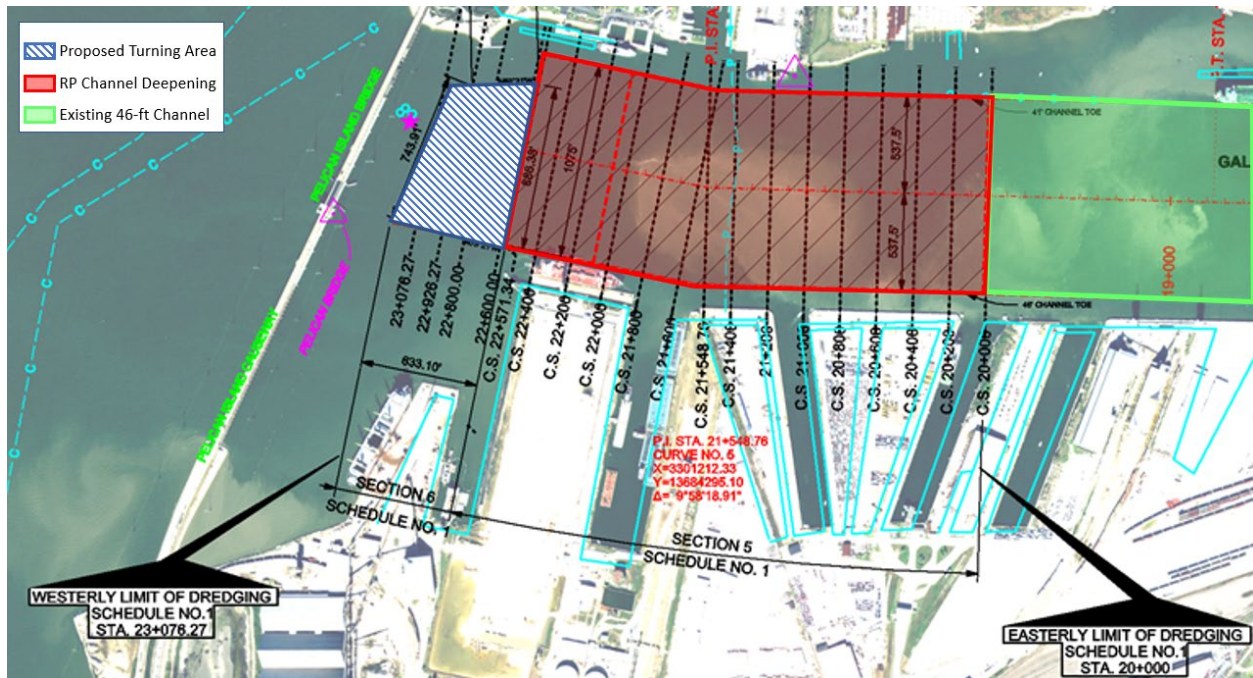 Proposed Turning Area
RP Channel Deepening
Existing 46-ft Channel
P.I. STA.
P.T. STA.
PELICAN ISLAND BRIDGE
743.91'
686.38'
1075'
537.5'
537.5'
41' CHANNEL TOE
GAL
19+000
PELICAN BRIDGE
PELICAN ISLAND CAUSEWAY
23+076.27
22+926.27
22+800.00
22+600.00
C.S. 22+571.34
C.S. 22+400
C.S. 22+200
C.S. 22+000
C.S. 21+800
C.S. 21+600
C.S. 21+548.76
C.S. 21+400
21+200
C.S. 21+000
C.S. 20+800
C.S. 20+600
C.S. 20+400
C.S. 20+200
C.S. 20+000
633.10'
P.I. STA. 21+548.76
CURVE NO. 5
X=3301212.33
Y=13684295.10
Δ= 9°58'18.91"
SECTION 6
SCHEDULE NO. 1
SECTION 5
SCHEDULE NO. 1
WESTERLY LIMIT OF DREDGING
SCHEDULE NO.1
STA. 23+076.27
EASTERLY LIMIT OF DREDGING
SCHEDULE NO.1
STA. 20+000